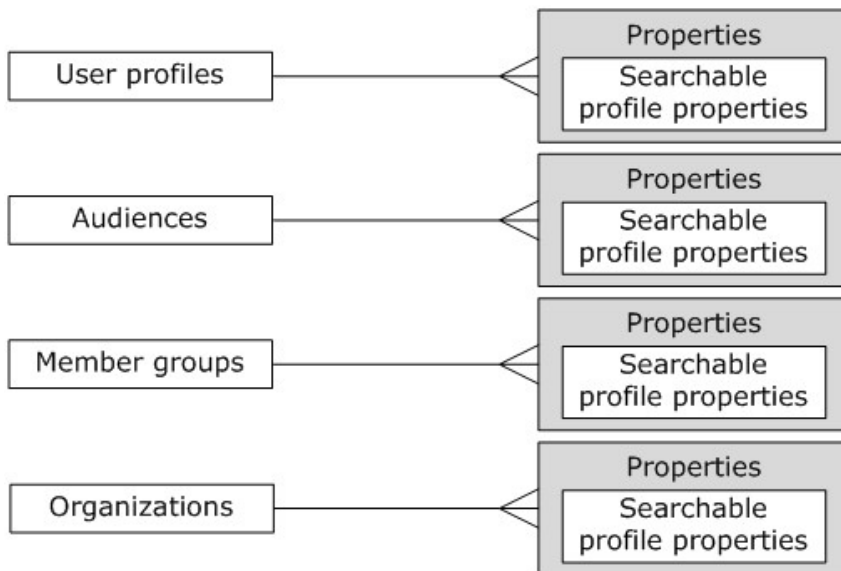 User profiles
Properties
Searchable
profile properties
Audiences
Properties
Searchable
profile properties
Member groups
Properties
Searchable
profile properties
Organizations
Properties
Searchable
profile properties